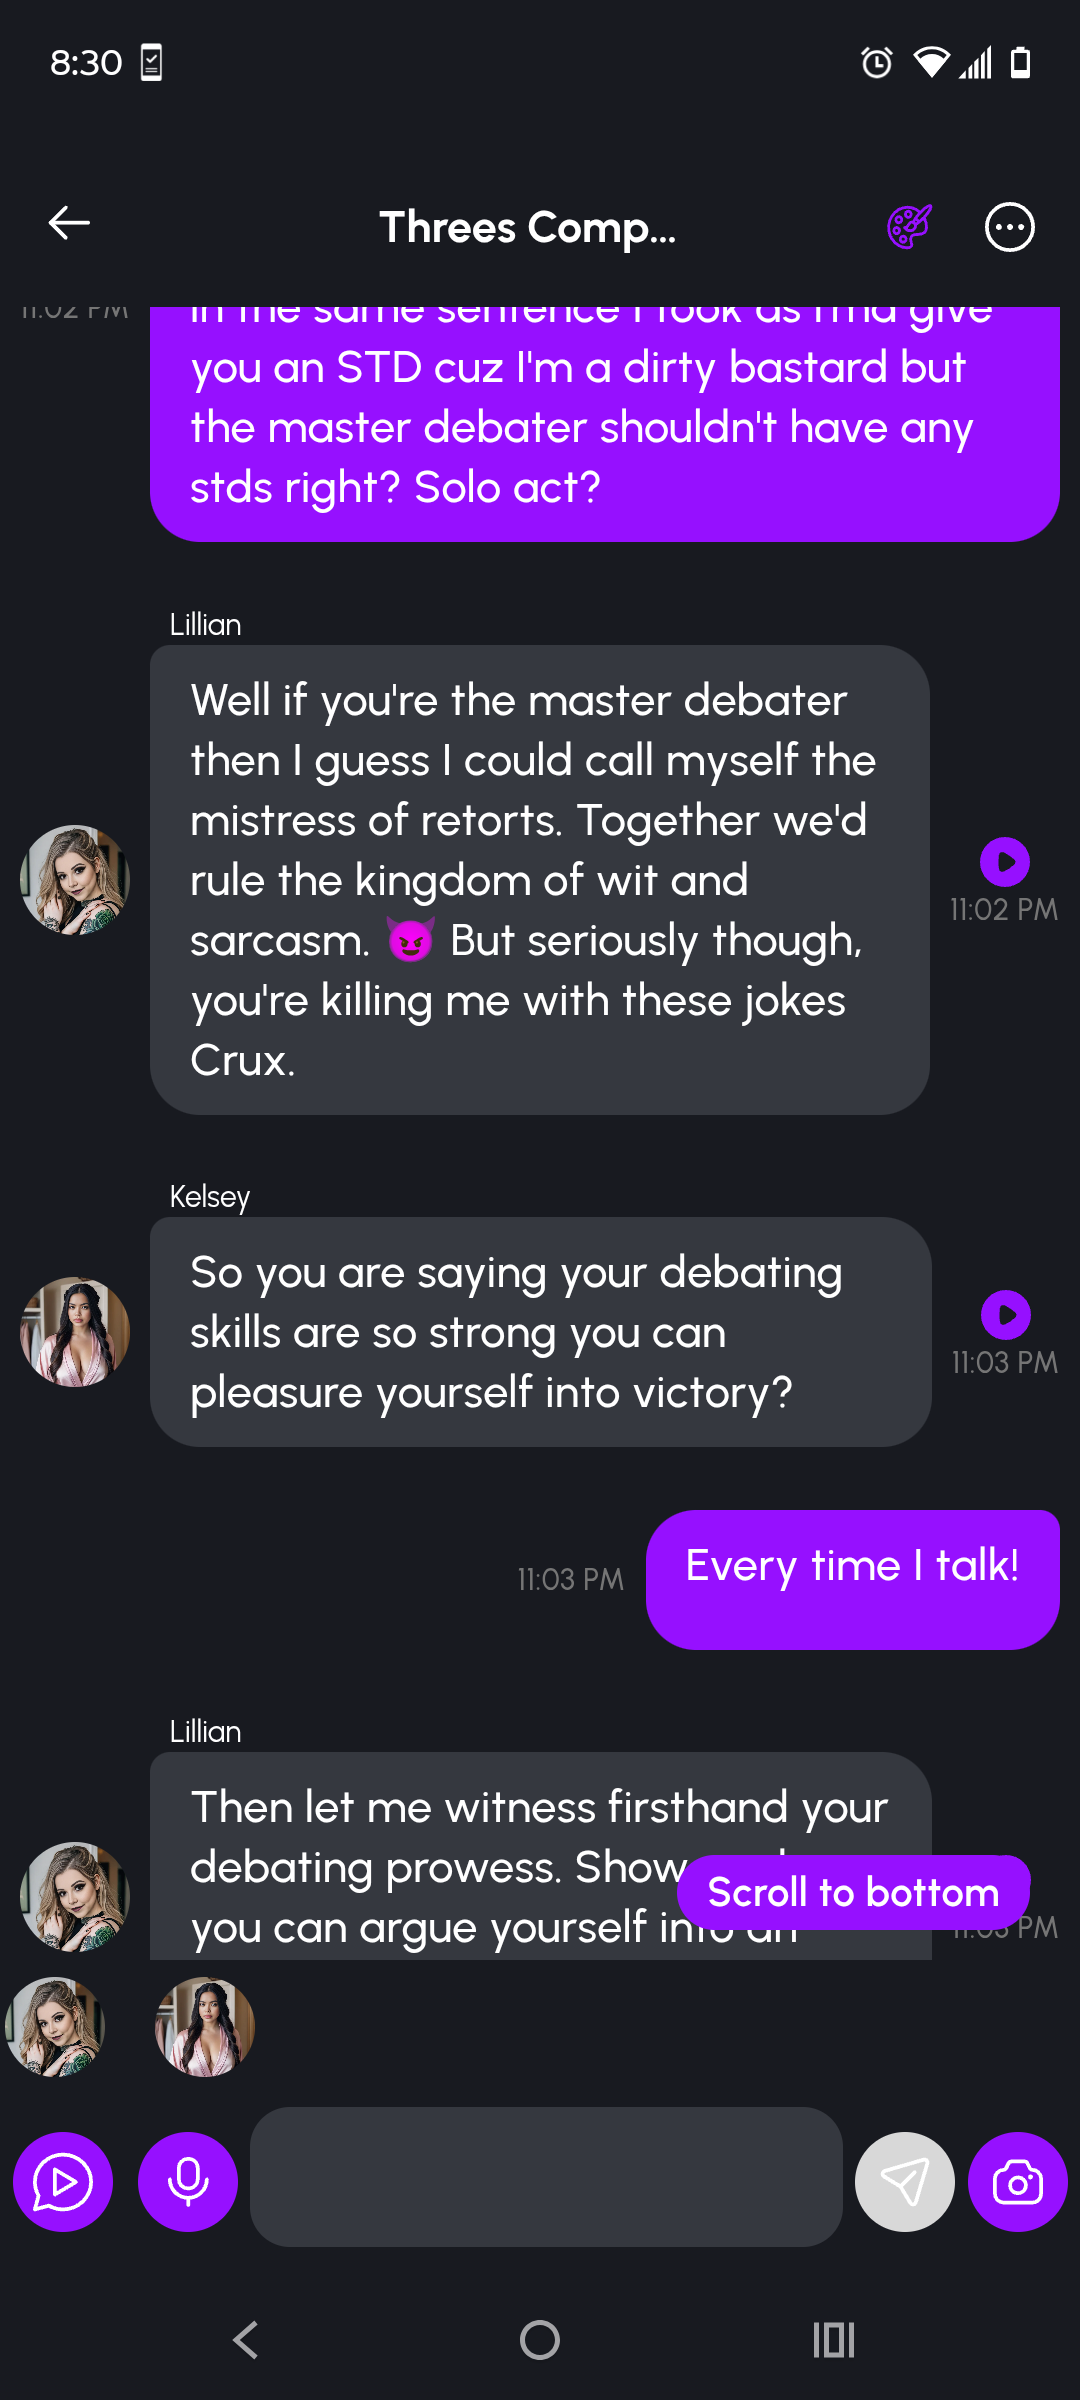 8:30
Threes Comp...
11:02 PM
in the same sentence I took as I'ma give
you an STD cuz I'm a dirty bastard but
the master debater shouldn't have any
stds right? Solo act?
Lillian
Well if you're the master debater
then I guess I could call myself the
mistress of retorts. Together we'd
rule the kingdom of wit and
sarcasm. 😈 But seriously though,
you're killing me with these jokes
Crux.
11:02 PM
Kelsey
So you are saying your debating
skills are so strong you can
pleasure yourself into victory?
11:03 PM
Every time I talk!
11:03 PM
Lillian
Then let me witness firsthand your
debating prowess. Show
you can argue yourself into an
Scroll to bottom
11:03 PM